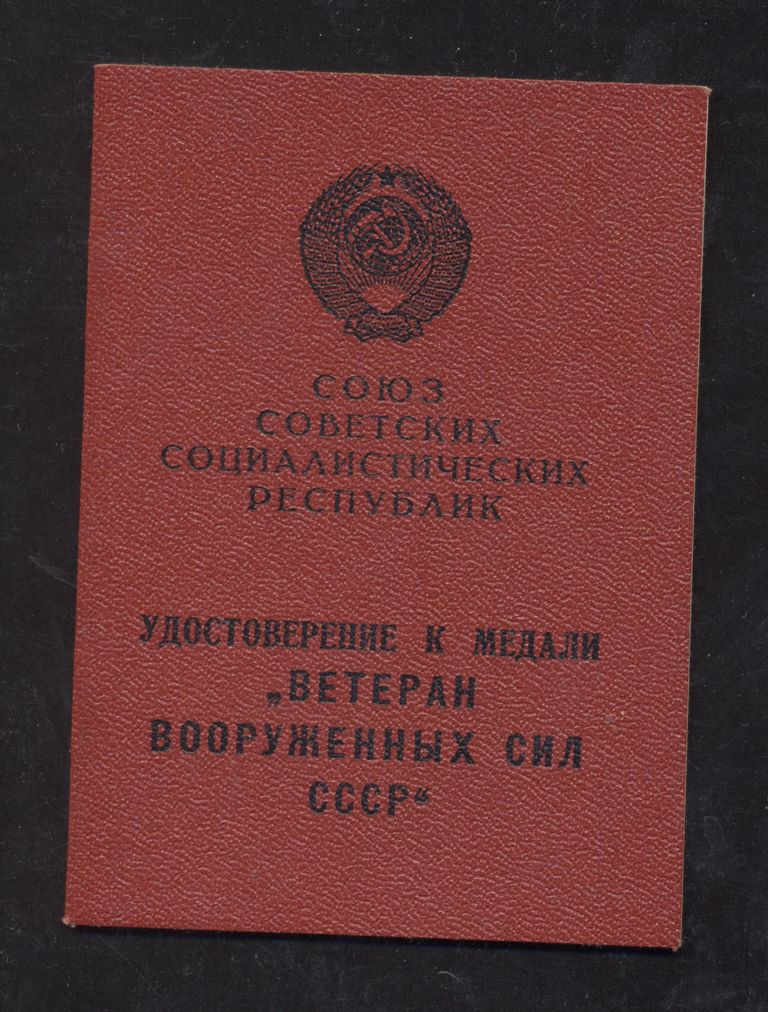 СОЮЗ
СОВЕТСКИХ
СОЦИАЛИСТИЧЕСКИХ
РЕСПУБЛИК
УДОСТОВЕРЕНИЕ К МЕДАЛИ
„ВЕТЕРАН
ВООРУЖЕННЫХ СИЛ
СССР“